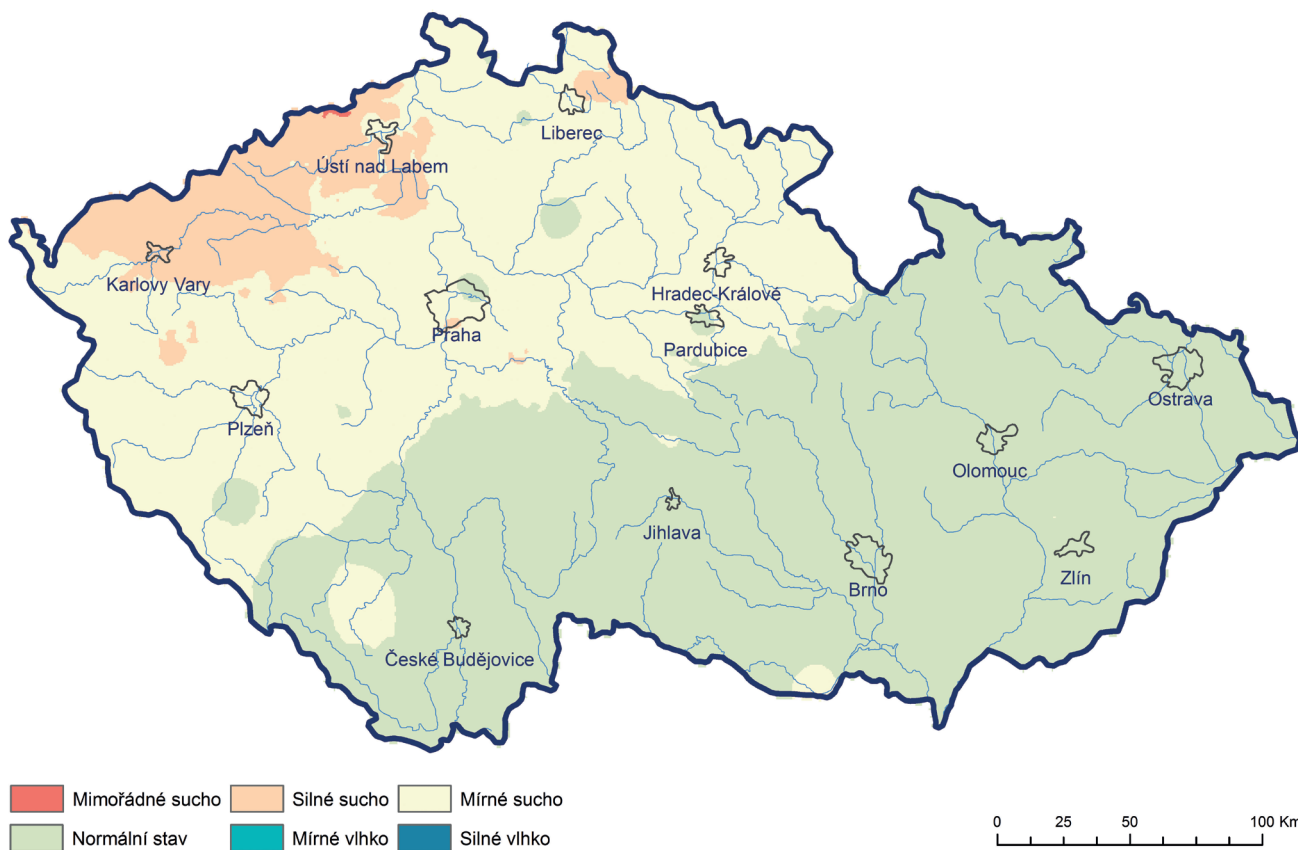 Liberec
Ústí nad Labem
Karlovy Vary
Hradec-Králové
Praha
Pardubice
Ostrava
Plzeň
Olomouc
Jihlava
Brno
Zlín
České Budějovice
Mimořádné sucho
Silné sucho
Mírné sucho
Normální stav
Mírné vlhko
Silné vlhko
0 25 50 100 Km